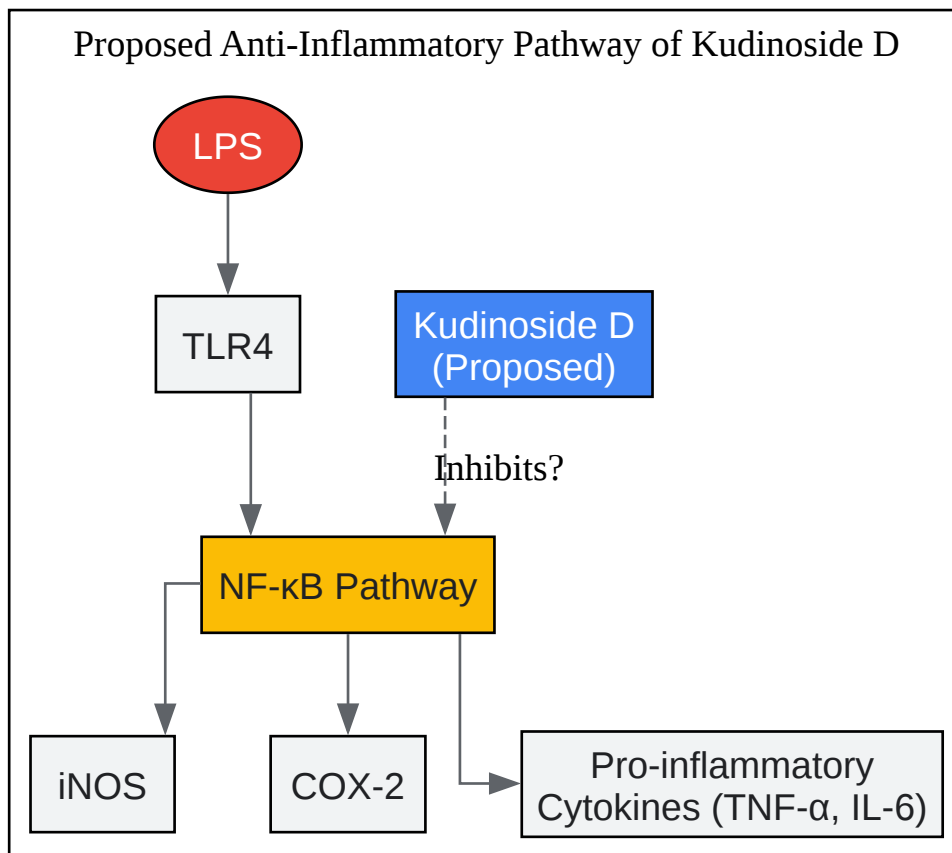 Proposed Anti-Inflammatory Pathway of Kudinoside D
LPS
TLR4
Kudinoside D
(Proposed)
Inhibits?
NF-κB Pathway
iNOS
COX-2
Pro-inflammatory
Cytokines (TNF-α, IL-6)